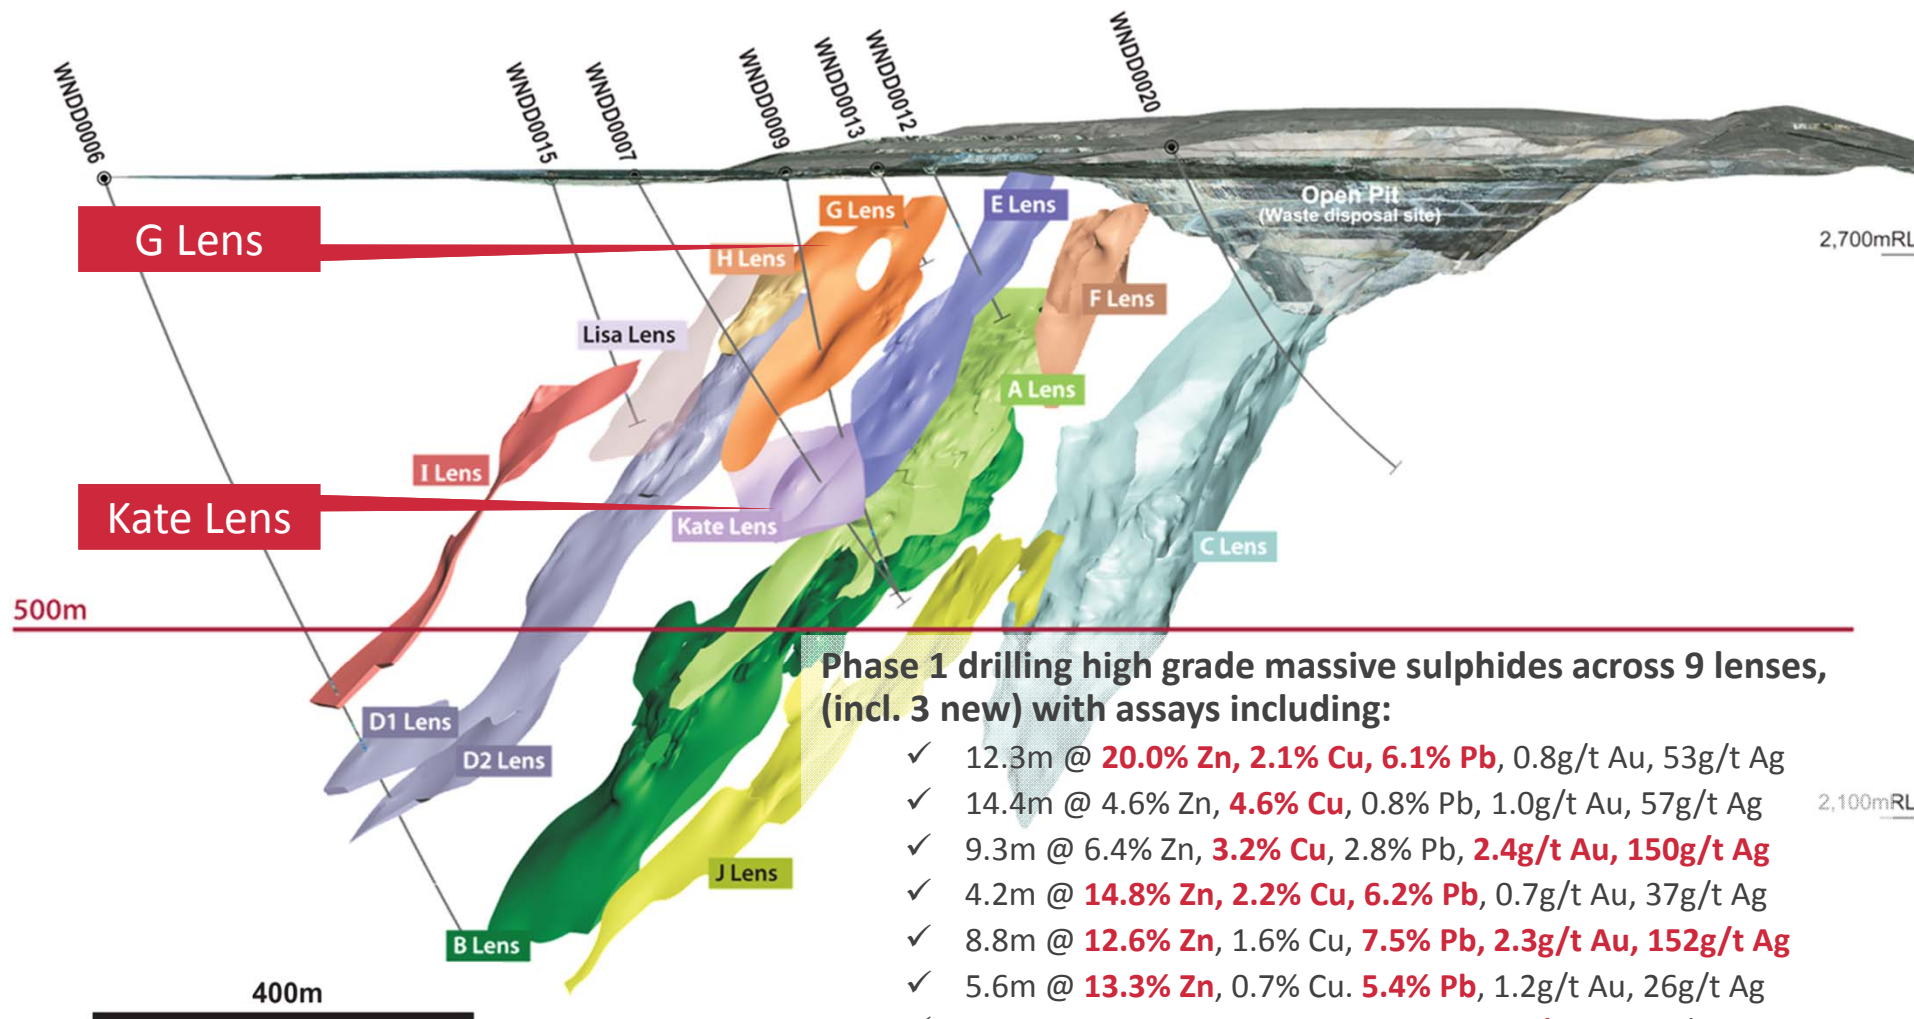 WNDD0006
WNDD0015
WNDD0007
WNDD0009
WNDD0013
WNDD0012
WNDD0020
G Lens
E Lens
Open Pit
(Waste disposal site)
G Lens
2,700mRL
H Lens
F Lens
Lisa Lens
A Lens
I Lens
Kate Lens
Kate Lens
C Lens
500m
Phase 1 drilling high grade massive sulphides across 9 lenses,
(incl. 3 new) with assays including:
D1 Lens
D2 Lens
✓ 12.3m @ 20.0% Zn, 2.1% Cu, 6.1% Pb, 0.8g/t Au, 53g/t Ag
✓ 14.4m @ 4.6% Zn, 4.6% Cu, 0.8% Pb, 1.0g/t Au, 57g/t Ag
2,100mRL
✓ 9.3m @ 6.4% Zn, 3.2% Cu, 2.8% Pb, 2.4g/t Au, 150g/t Ag
J Lens
✓ 4.2m @ 14.8% Zn, 2.2% Cu, 6.2% Pb, 0.7g/t Au, 37g/t Ag
B Lens
✓ 8.8m @ 12.6% Zn, 1.6% Cu, 7.5% Pb, 2.3g/t Au, 152g/t Ag
✓ 5.6m @ 13.3% Zn, 0.7% Cu. 5.4% Pb, 1.2g/t Au, 26g/t Ag
400m